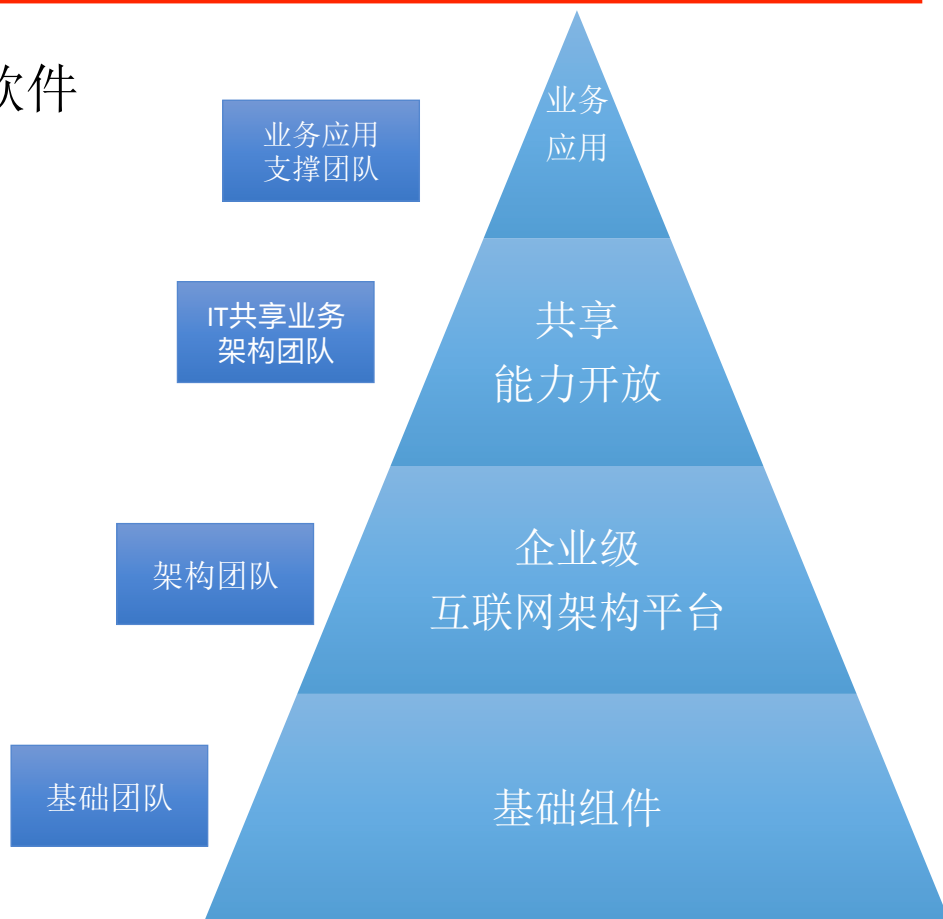 软件
业务
应用
业务应用
支撑团队
共享
能力开放
IT共享业务
架构团队
企业级
互联网架构平台
架构团队
基础组件
基础团队